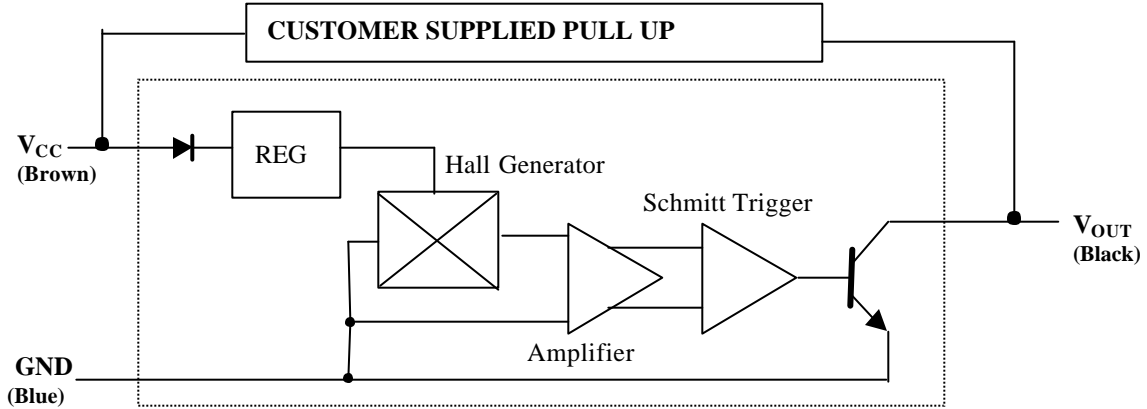 CUSTOMER SUPPLIED PULL UP
VCC
(Brown)
REG
Hall Generator
Schmitt Trigger
VOUT
(Black)
Amplifier
GND
(Blue)